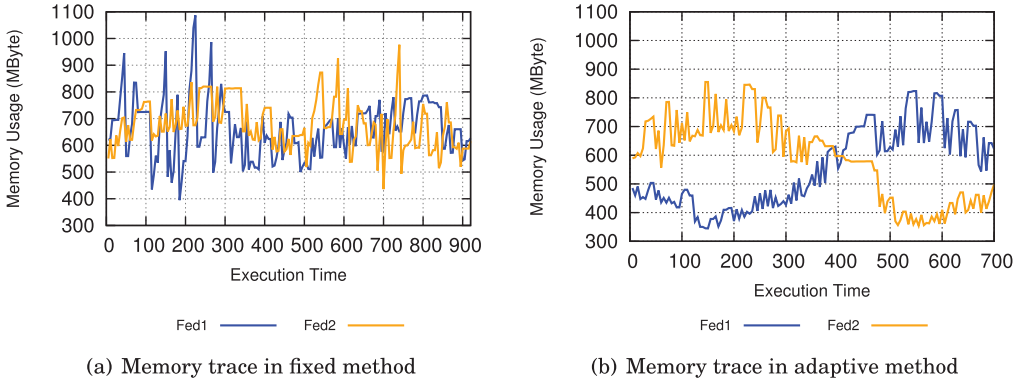 1100
1000
900
800
700
600
500
400
300
Memory Usage (MByte)
0 100 200 300 400 500 600 700 800 900
Execution Time
Fed1 Fed2
(a) Memory trace in fixed method
1100
1000
900
800
700
600
500
400
300
Memory Usage (MByte)
0 100 200 300 400 500 600 700
Execution Time
Fed1 Fed2
(b) Memory trace in adaptive method